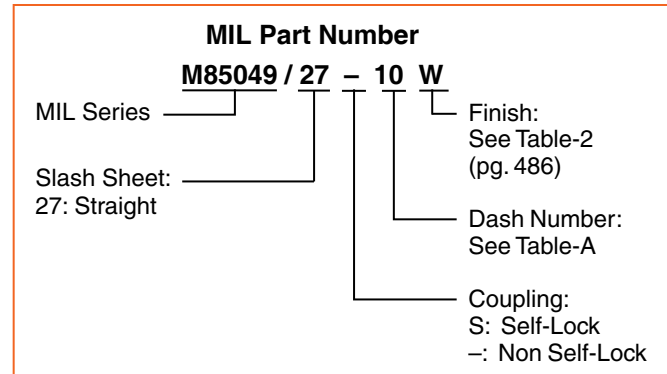 MIL Part Number
M85049 / 27 – 10 W
MIL Series
Slash Sheet:
27: Straight
Finish:
See Table-2
(pg. 486)
Dash Number:
See Table-A
Coupling:
S: Self-Lock
–: Non Self-Lock